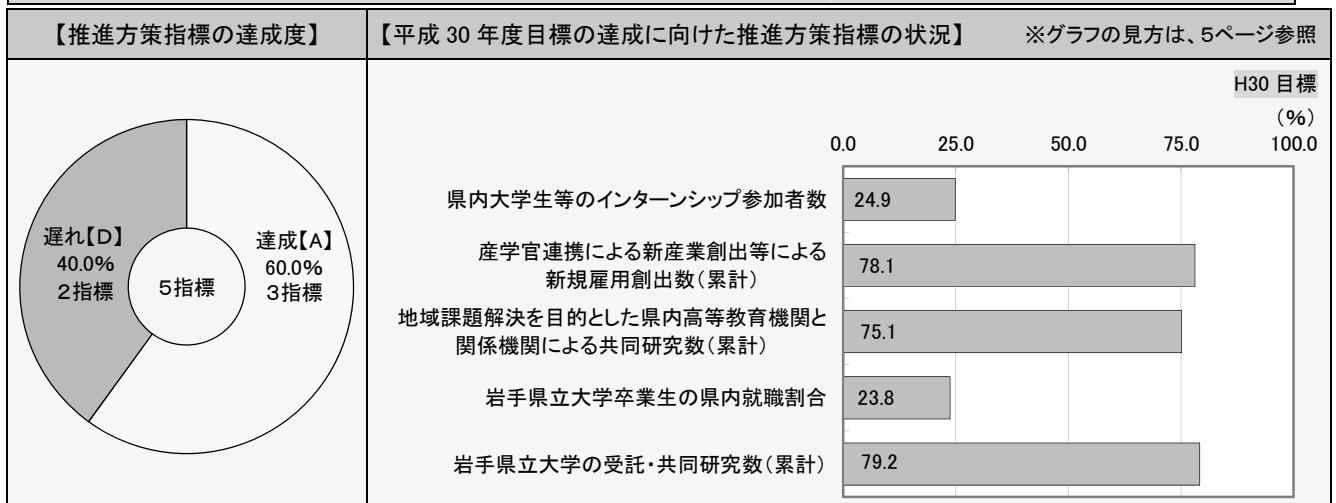 【推進方策指標の達成度】
【平成 30 年度目標の達成に向けた推進方策指標の状況】 ※グラフの見方は、5ページ参照
遅れ【D】
40.0%
2指標
5指標
達成【A】
60.0%
3指標
H30 目標
(%)
0.0 25.0 50.0 75.0 100.0
県内大学生等のインターンシップ参加者数 24.9
産学官連携による新産業創出等による
新規雇用創出数(累計) 78.1
地域課題解決を目的とした県内高等教育機関と
関係機関による共同研究数(累計) 75.1
岩手県立大学卒業生の県内就職割合 23.8
岩手県立大学の受託・共同研究数(累計) 79.2